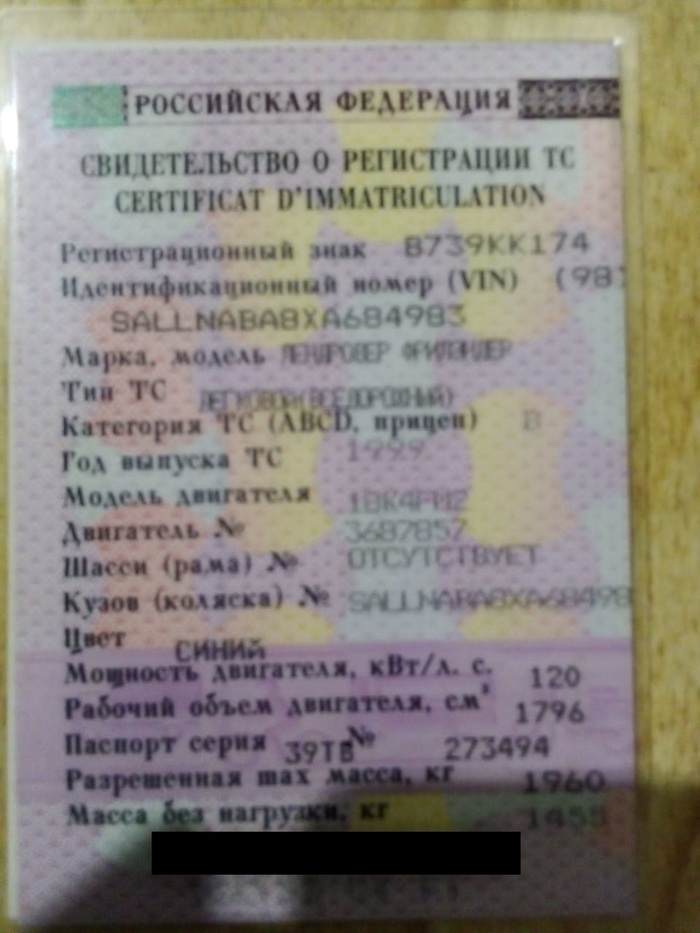 РОССИЙСКАЯ ФЕДЕРАЦИЯ
СВИДЕТЕЛЬСТВО О РЕГИСТРАЦИИ ТС
CERTIFICAT D'IMMATRICULATION
Регистрационный знак В739КК174
Идентификационный номер (VIN) (98)
SALLNABA8XA684983
Марка, модель ЛЕНДРОВЕР ФРИЛЭНДЕР
Тип ТС ЛЕГКОВОЙ(ВСЕДОРОЖНЫЙ)
Категория ТС (ABCD, прицеп) B
Год выпуска ТС 1999
Модель двигателя 18K4FH2
Двигатель № 3687857
Шасси (рама) № ОТСУТСТВУЕТ
Кузов (коляска) № SALLNABA8XA68498
Цвет СИНИЙ
Мощность двигателя, кВт/л. с. 120
Рабочий объем двигателя, см³ 1796
Паспорт серия 39ТВ № 273494
Разрешенная max масса, кг 1960
Масса без нагрузки, кг 1455